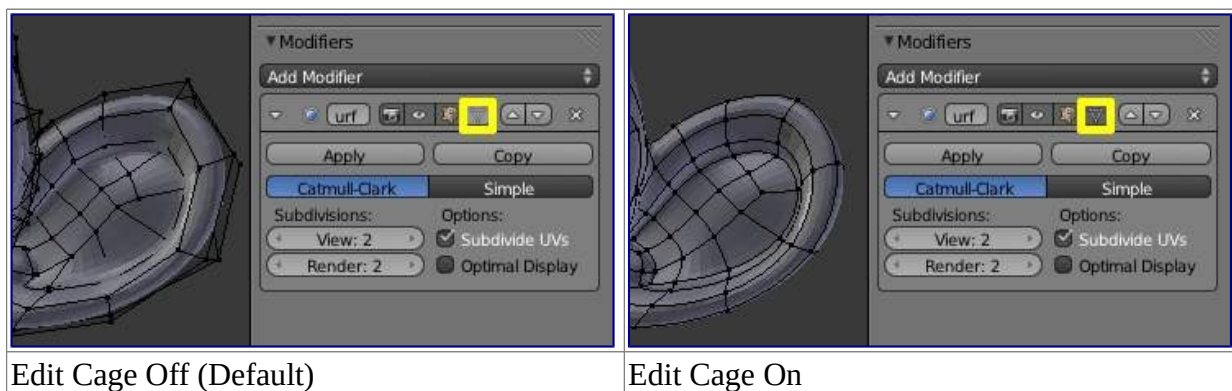 Modifiers
Add Modifier
urf
Apply Copy
Catmull-Clark Simple
Subdivisions: Options:
View: 2 Subdivide UVs
Render: 2 Optimal Display
Edit Cage Off (Default)
Modifiers
Add Modifier
urf
Apply Copy
Catmull-Clark Simple
Subdivisions: Options:
View: 2 Subdivide UVs
Render: 2 Optimal Display
Edit Cage On